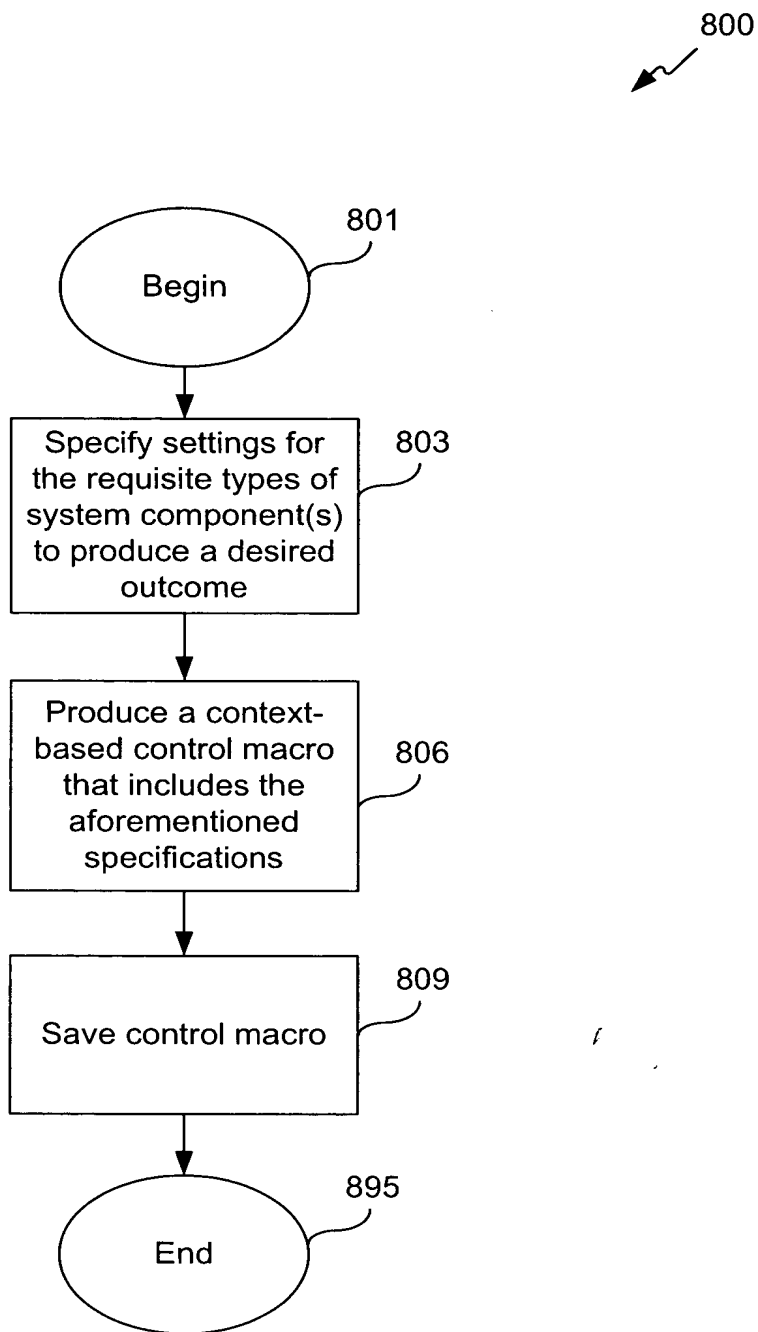 800
801
Begin
Specify settings for
the requisite types of
system component(s)
to produce a desired
outcome
803
Produce a context-
based control macro
that includes the
aforementioned
specifications
806
809
Save control macro
895
End